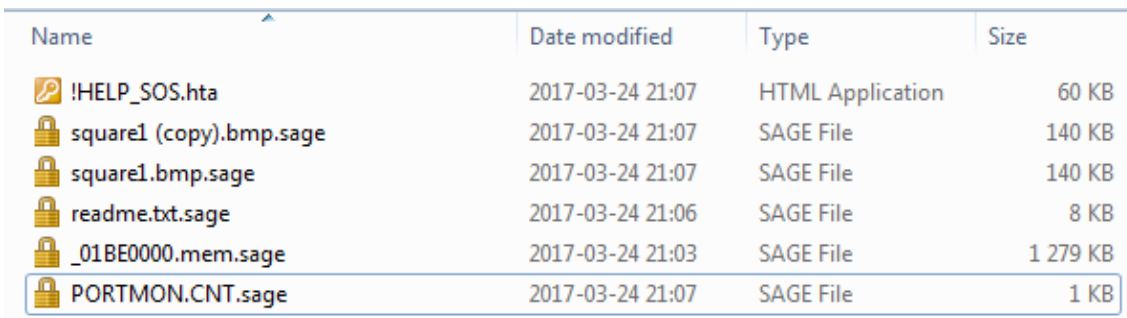 Name Date modified Type Size
!HELP_SOS.hta 2017-03-24 21:07 HTML Application 60 KB
square1 (copy).bmp.sage 2017-03-24 21:07 SAGE File 140 KB
square1.bmp.sage 2017-03-24 21:07 SAGE File 140 KB
readme.txt.sage 2017-03-24 21:06 SAGE File 8 KB
_01BE0000.mem.sage 2017-03-24 21:03 SAGE File 1 279 KB
PORTMON.CNT.sage 2017-03-24 21:07 SAGE File 1 KB